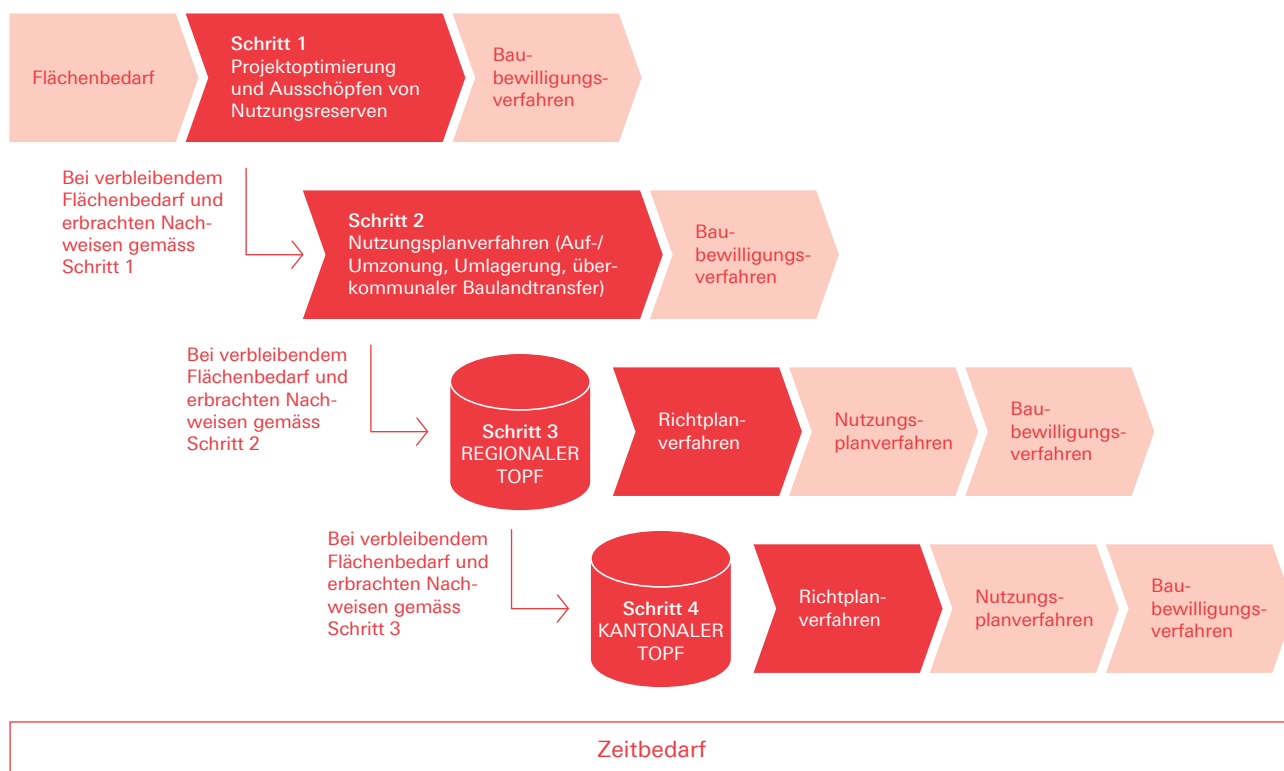 Flächenbedarf
Schritt 1
Projektoptimierung
und Ausschöpfen von
Nutzungsreserven
Bau-
bewilligungs-
verfahren
Bei verbleibendem
Flächenbedarf und
erbrachten Nach-
weisen gemäss
Schritt 1
Schritt 2
Nutzungsplanverfahren (Auf-/
Umzonung, Umlagerung, über-
kommunaler Baulandtransfer)
Bau-
bewilligungs-
verfahren
Bei verbleibendem
Flächenbedarf und
erbrachten Nach-
weisen gemäss
Schritt 2
Schritt 3
REGIONALER
TOPF
Richtplan-
verfahren
Nutzungs-
planverfahren
Bau-
bewilligungs-
verfahren
Bei verbleibendem
Flächenbedarf und
erbrachten Nach-
weisen gemäss
Schritt 3
Schritt 4
KANTONALER
TOPF
Richtplan-
verfahren
Nutzungs-
planverfahren
Bau-
bewilligungs-
verfahren
Zeitbedarf